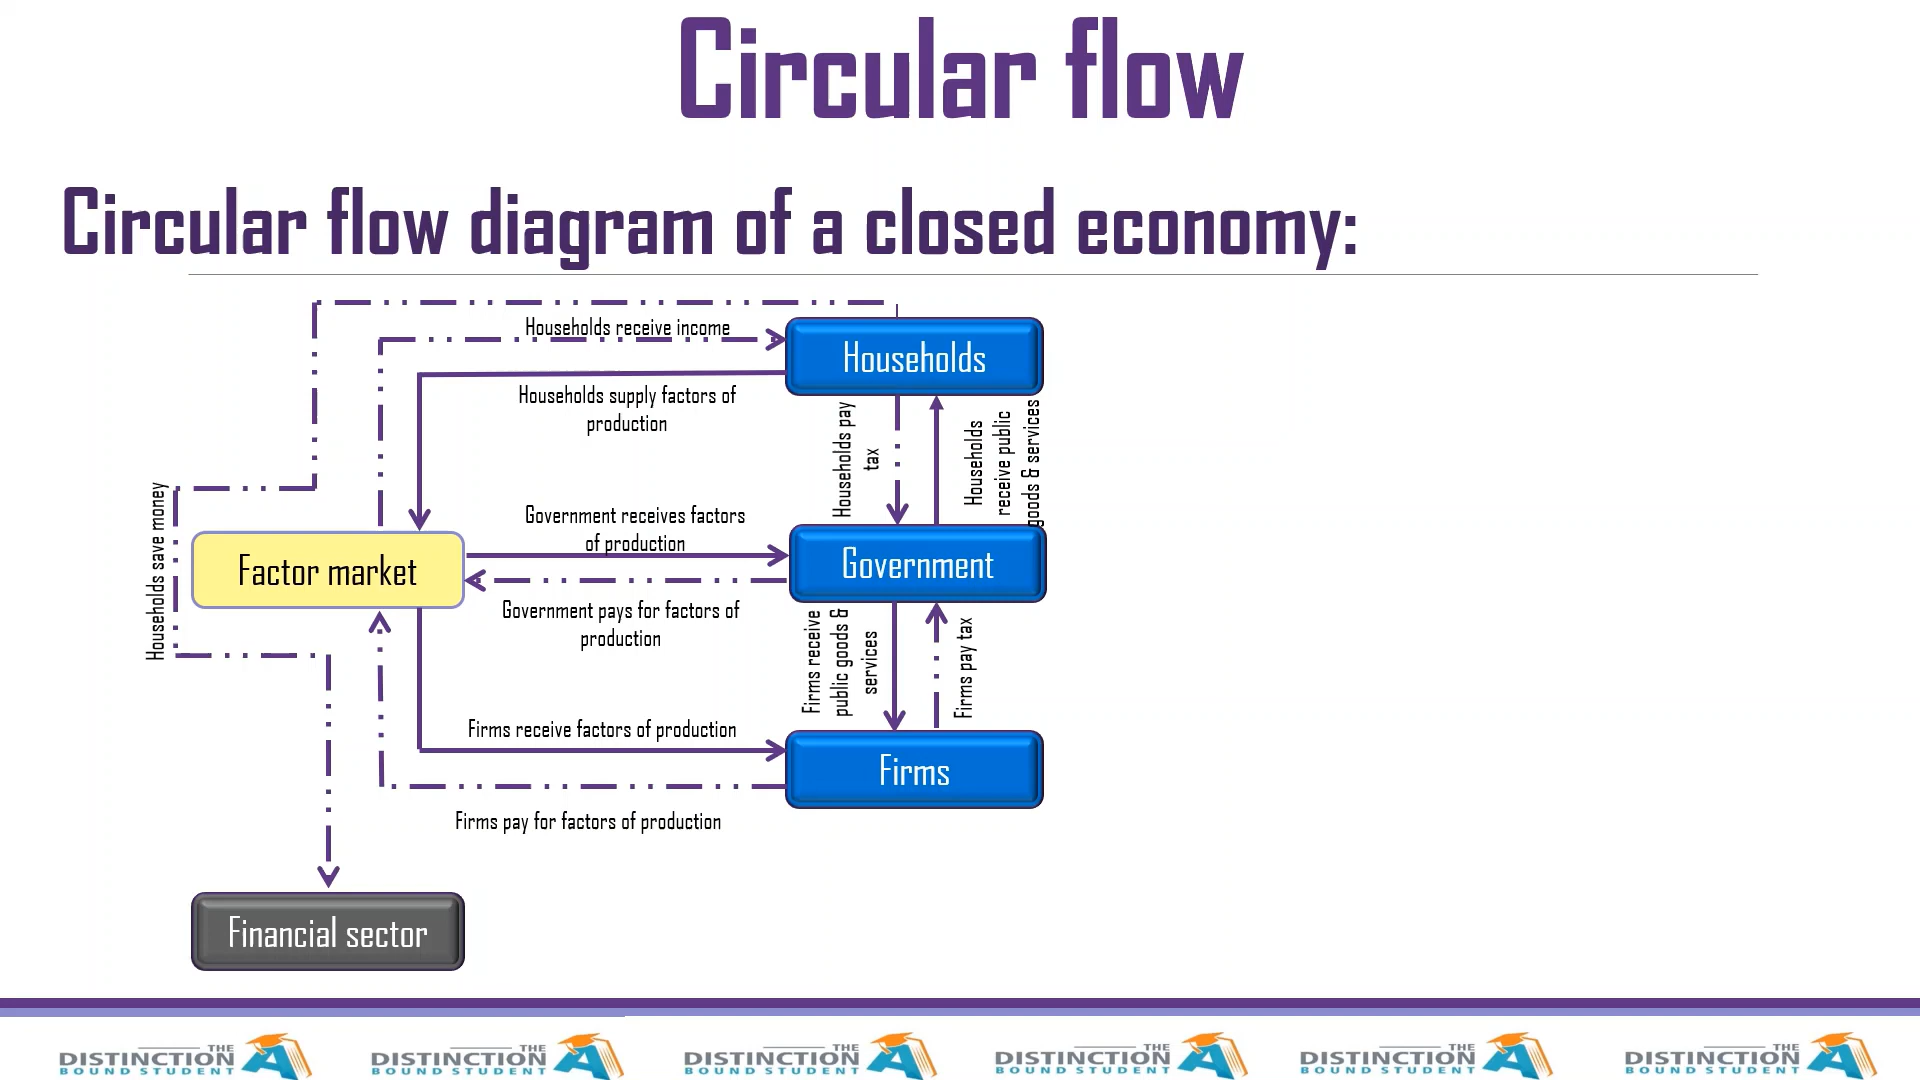 Circular flow
Circular flow diagram of a closed economy:
Households receive income
Households
Households supply factors of
production
Households pay
tax
Households
receive public
goods & services
Households save money
Government receives factors
of production
Factor market
Government
Government pays for factors of
production
Firms receive
public goods &
services
Firms pay tax
Firms receive factors of production
Firms
Firms pay for factors of production
Financial sector
THE
DISTINCTION
BOUND STUDENT
THE
DISTINCTION
BOUND STUDENT
THE
DISTINCTION
BOUND STUDENT
THE
DISTINCTION
BOUND STUDENT
THE
DISTINCTION
BOUND STUDENT
THE
DISTINCTION
BOUND STUDENT